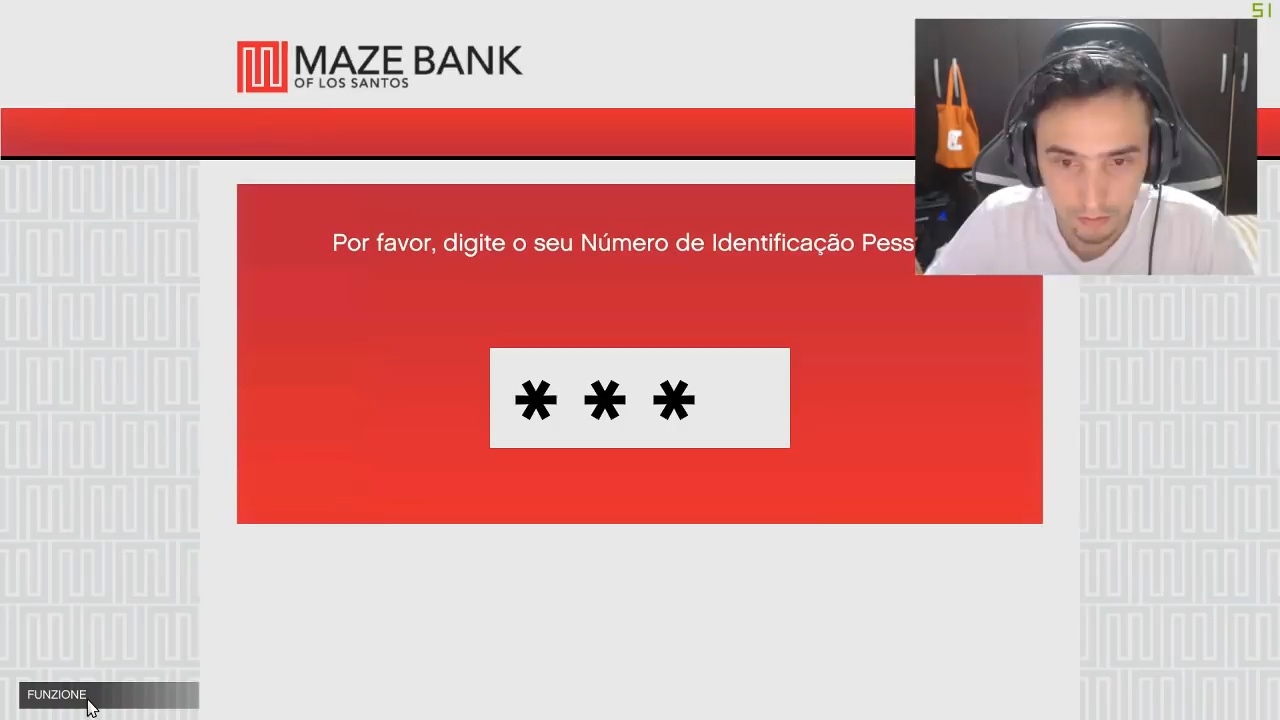 51
MAZE BANK
OF LOS SANTOS
Por favor, digite o seu Número de Identificação Pess
* * *
FUNZIONE